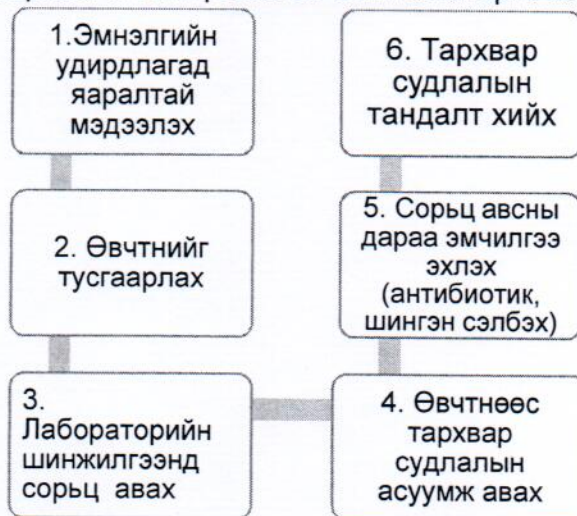 1.Эмнэлгийн
удирдлагад
яаралтай
мэдээлэх
2. Өвчтнийг
тусгаарлах
3.
Лабораторийн
шинжилгээнд
сорьц авах
4. Өвчтнөөс
тархвар
судлалын
асуумж авах
5. Сорьц авсны
дараа эмчилгээ
эхлэх
(антибиотик,
шингэн сэлбэх)
6. Тархвар
судлалын
тандалт хийх